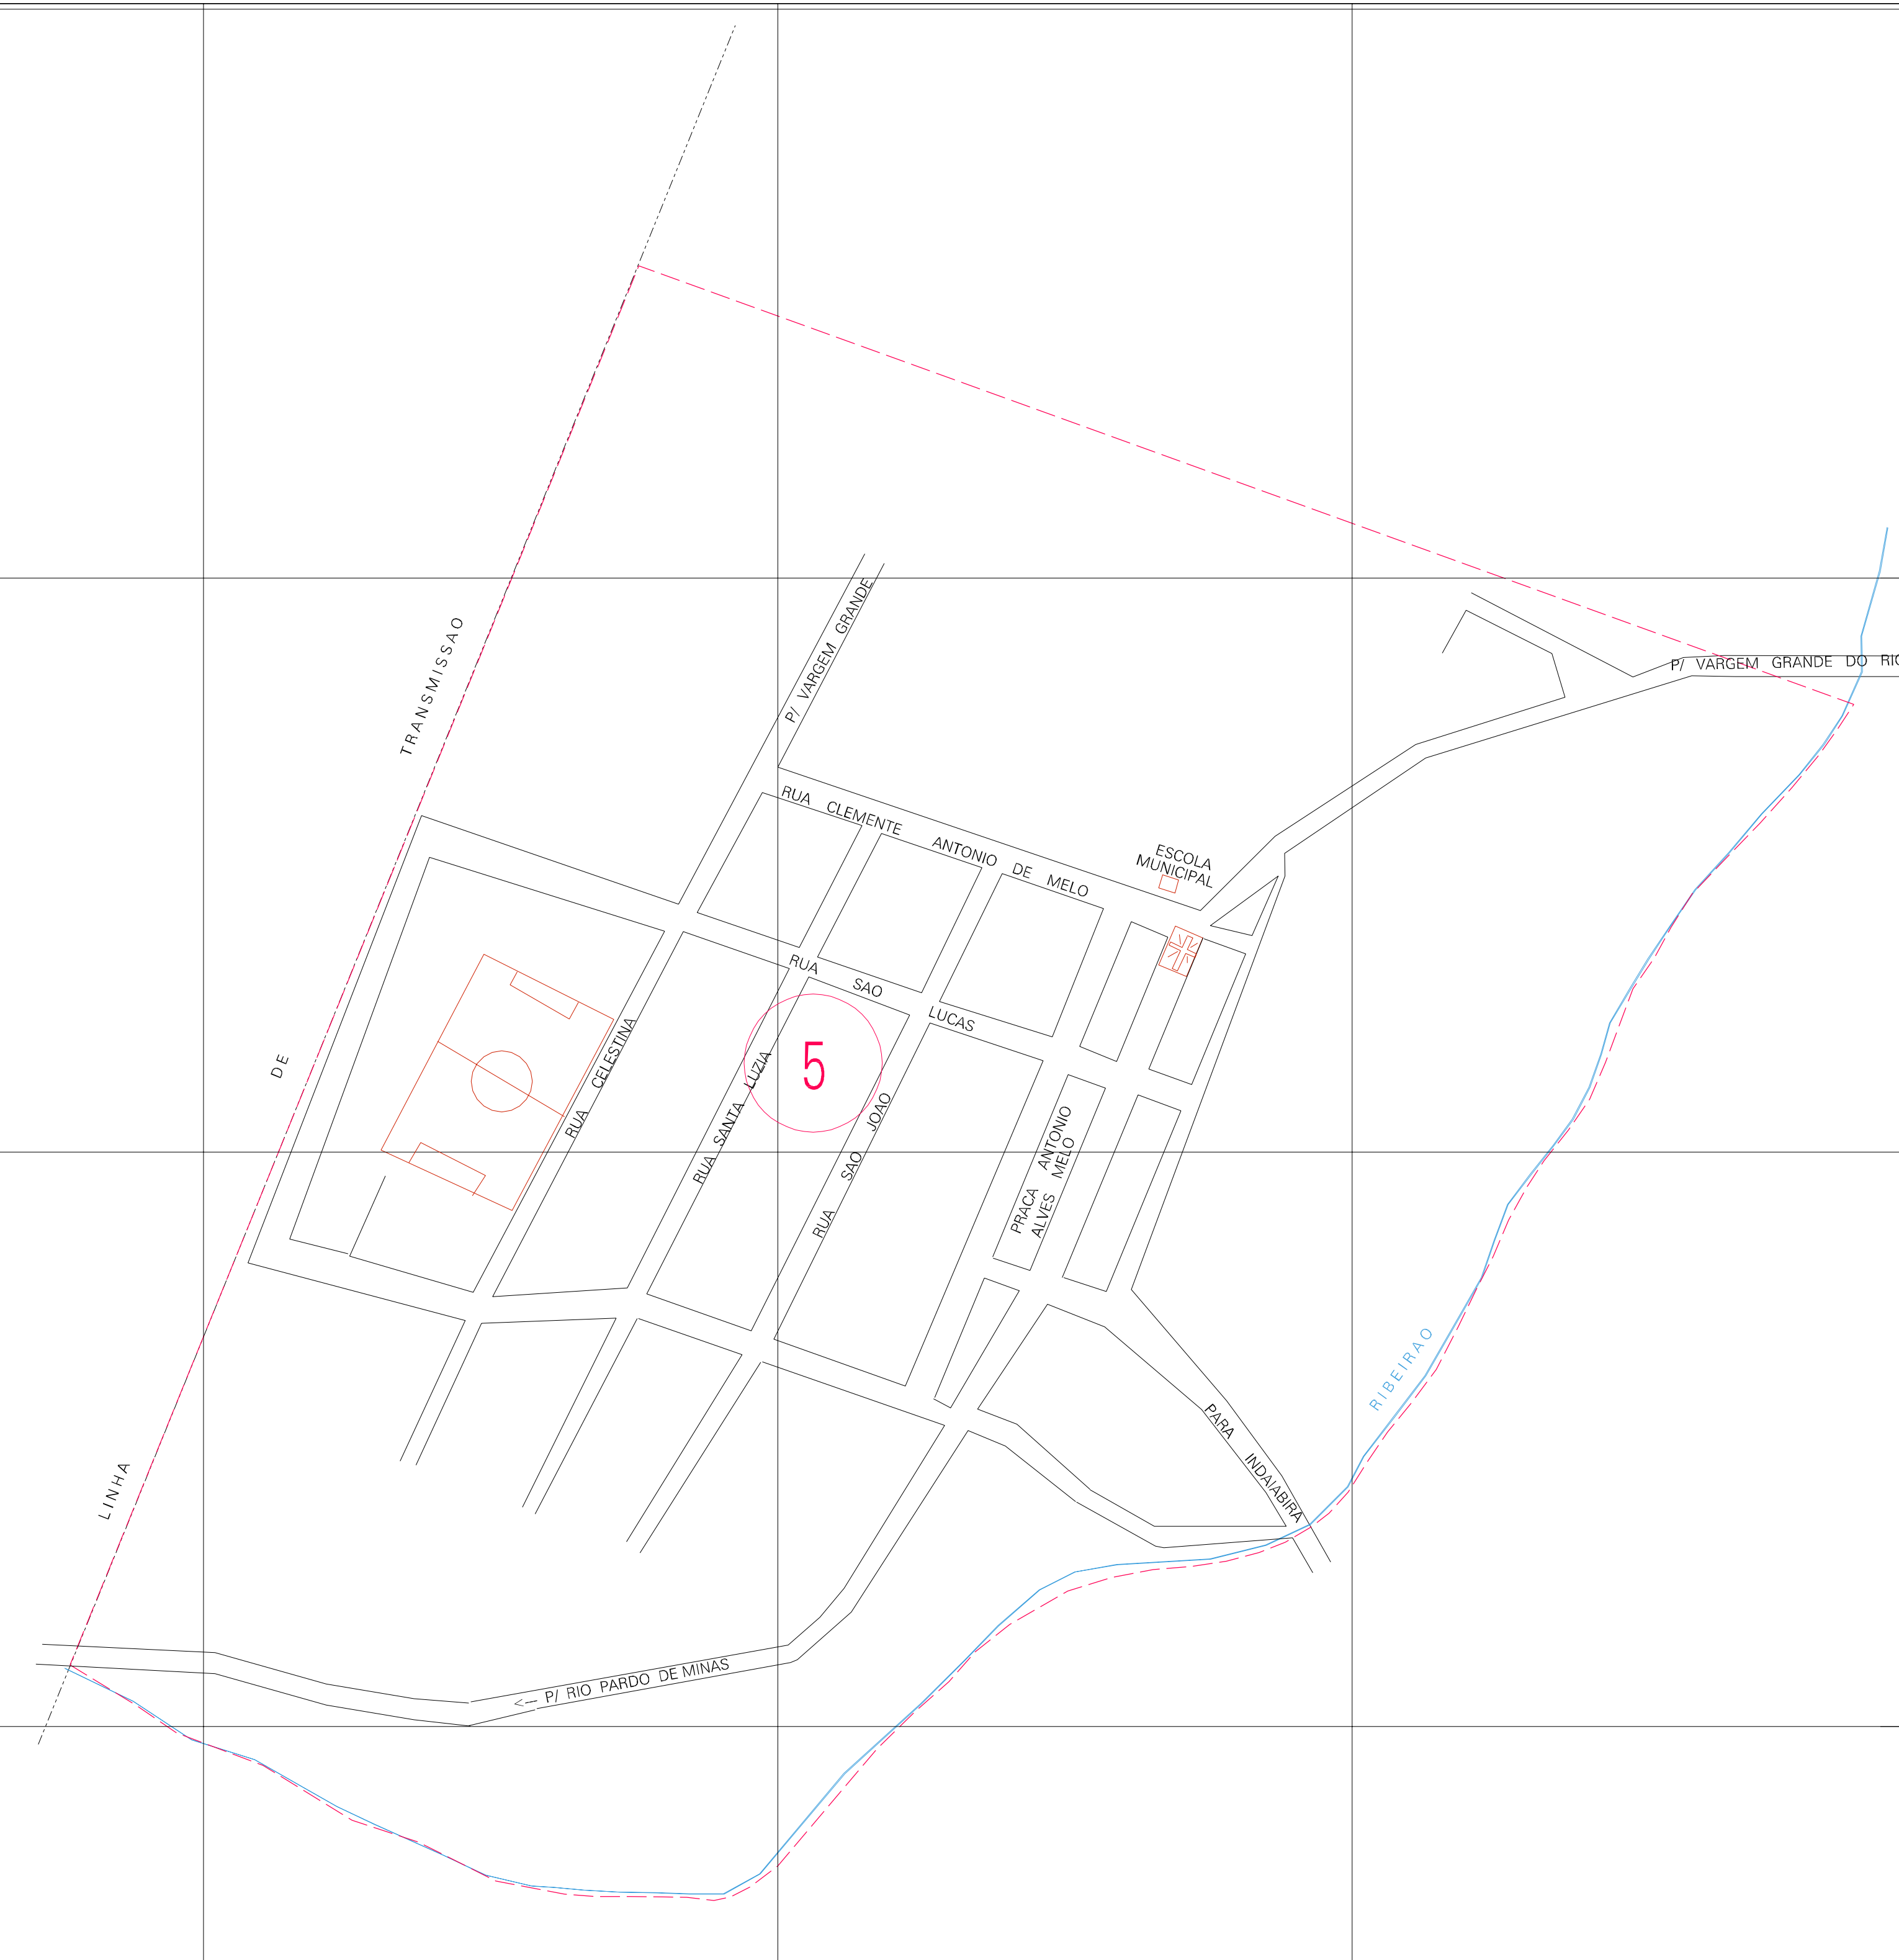 TRANSMISSAO
P/ VARGEM GRANDE
P/ VARGEM GRANDE DO RIO
RUA CLEMENTE ANTONIO DE MELO
ESCOLA
MUNICIPAL
RUA SAO LUCAS
DE
RUA CELESTINA
RUA SANTA LUZIA
5
RUA SAO JOAO
PRACA ANTONIO
ALVES MELO
RIBEIRAO
PARA INDAIABIRA
LINHA
<- P/ RIO PARDO DE MINAS